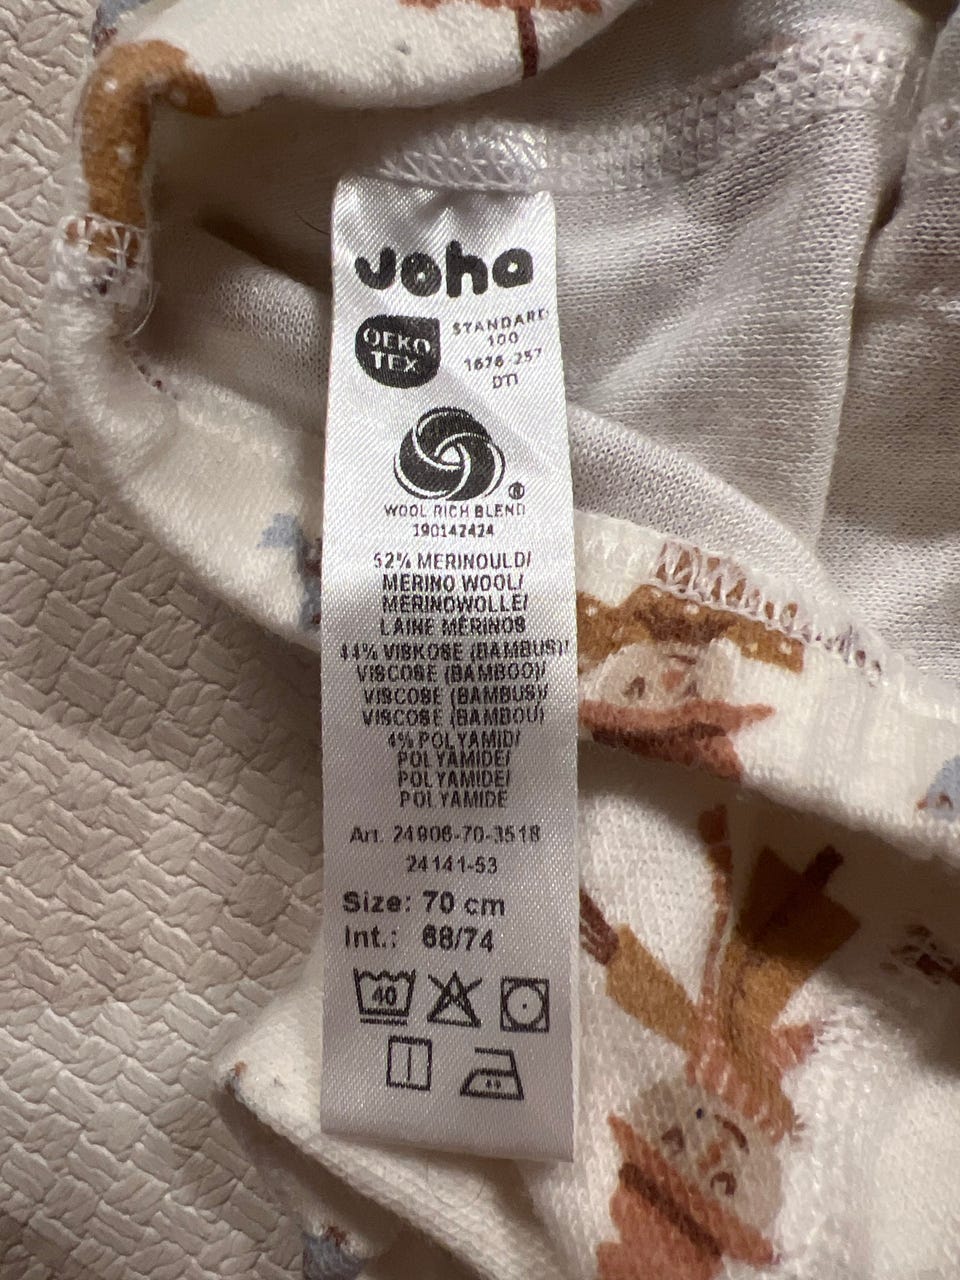 Joha
OEKO
TEX
STANDARD
100
1676-257
DTI
®
WOOL RICH BLEND
190142424
52% MERINOULD/
MERINO WOOL/
MERINOWOLLE/
LAINE MÉRINOS
44% VISKOSE (BAMBUS)/
VISCOSE (BAMBOO)/
VISCOSE (BAMBUS)/
VISCOSE (BAMBOU)
4% POLYAMID/
POLYAMIDE/
POLYAMIDE/
POLYAMIDE
Art. 24906-70-3518
24141-53
Size: 70 cm
Int.: 68/74
40